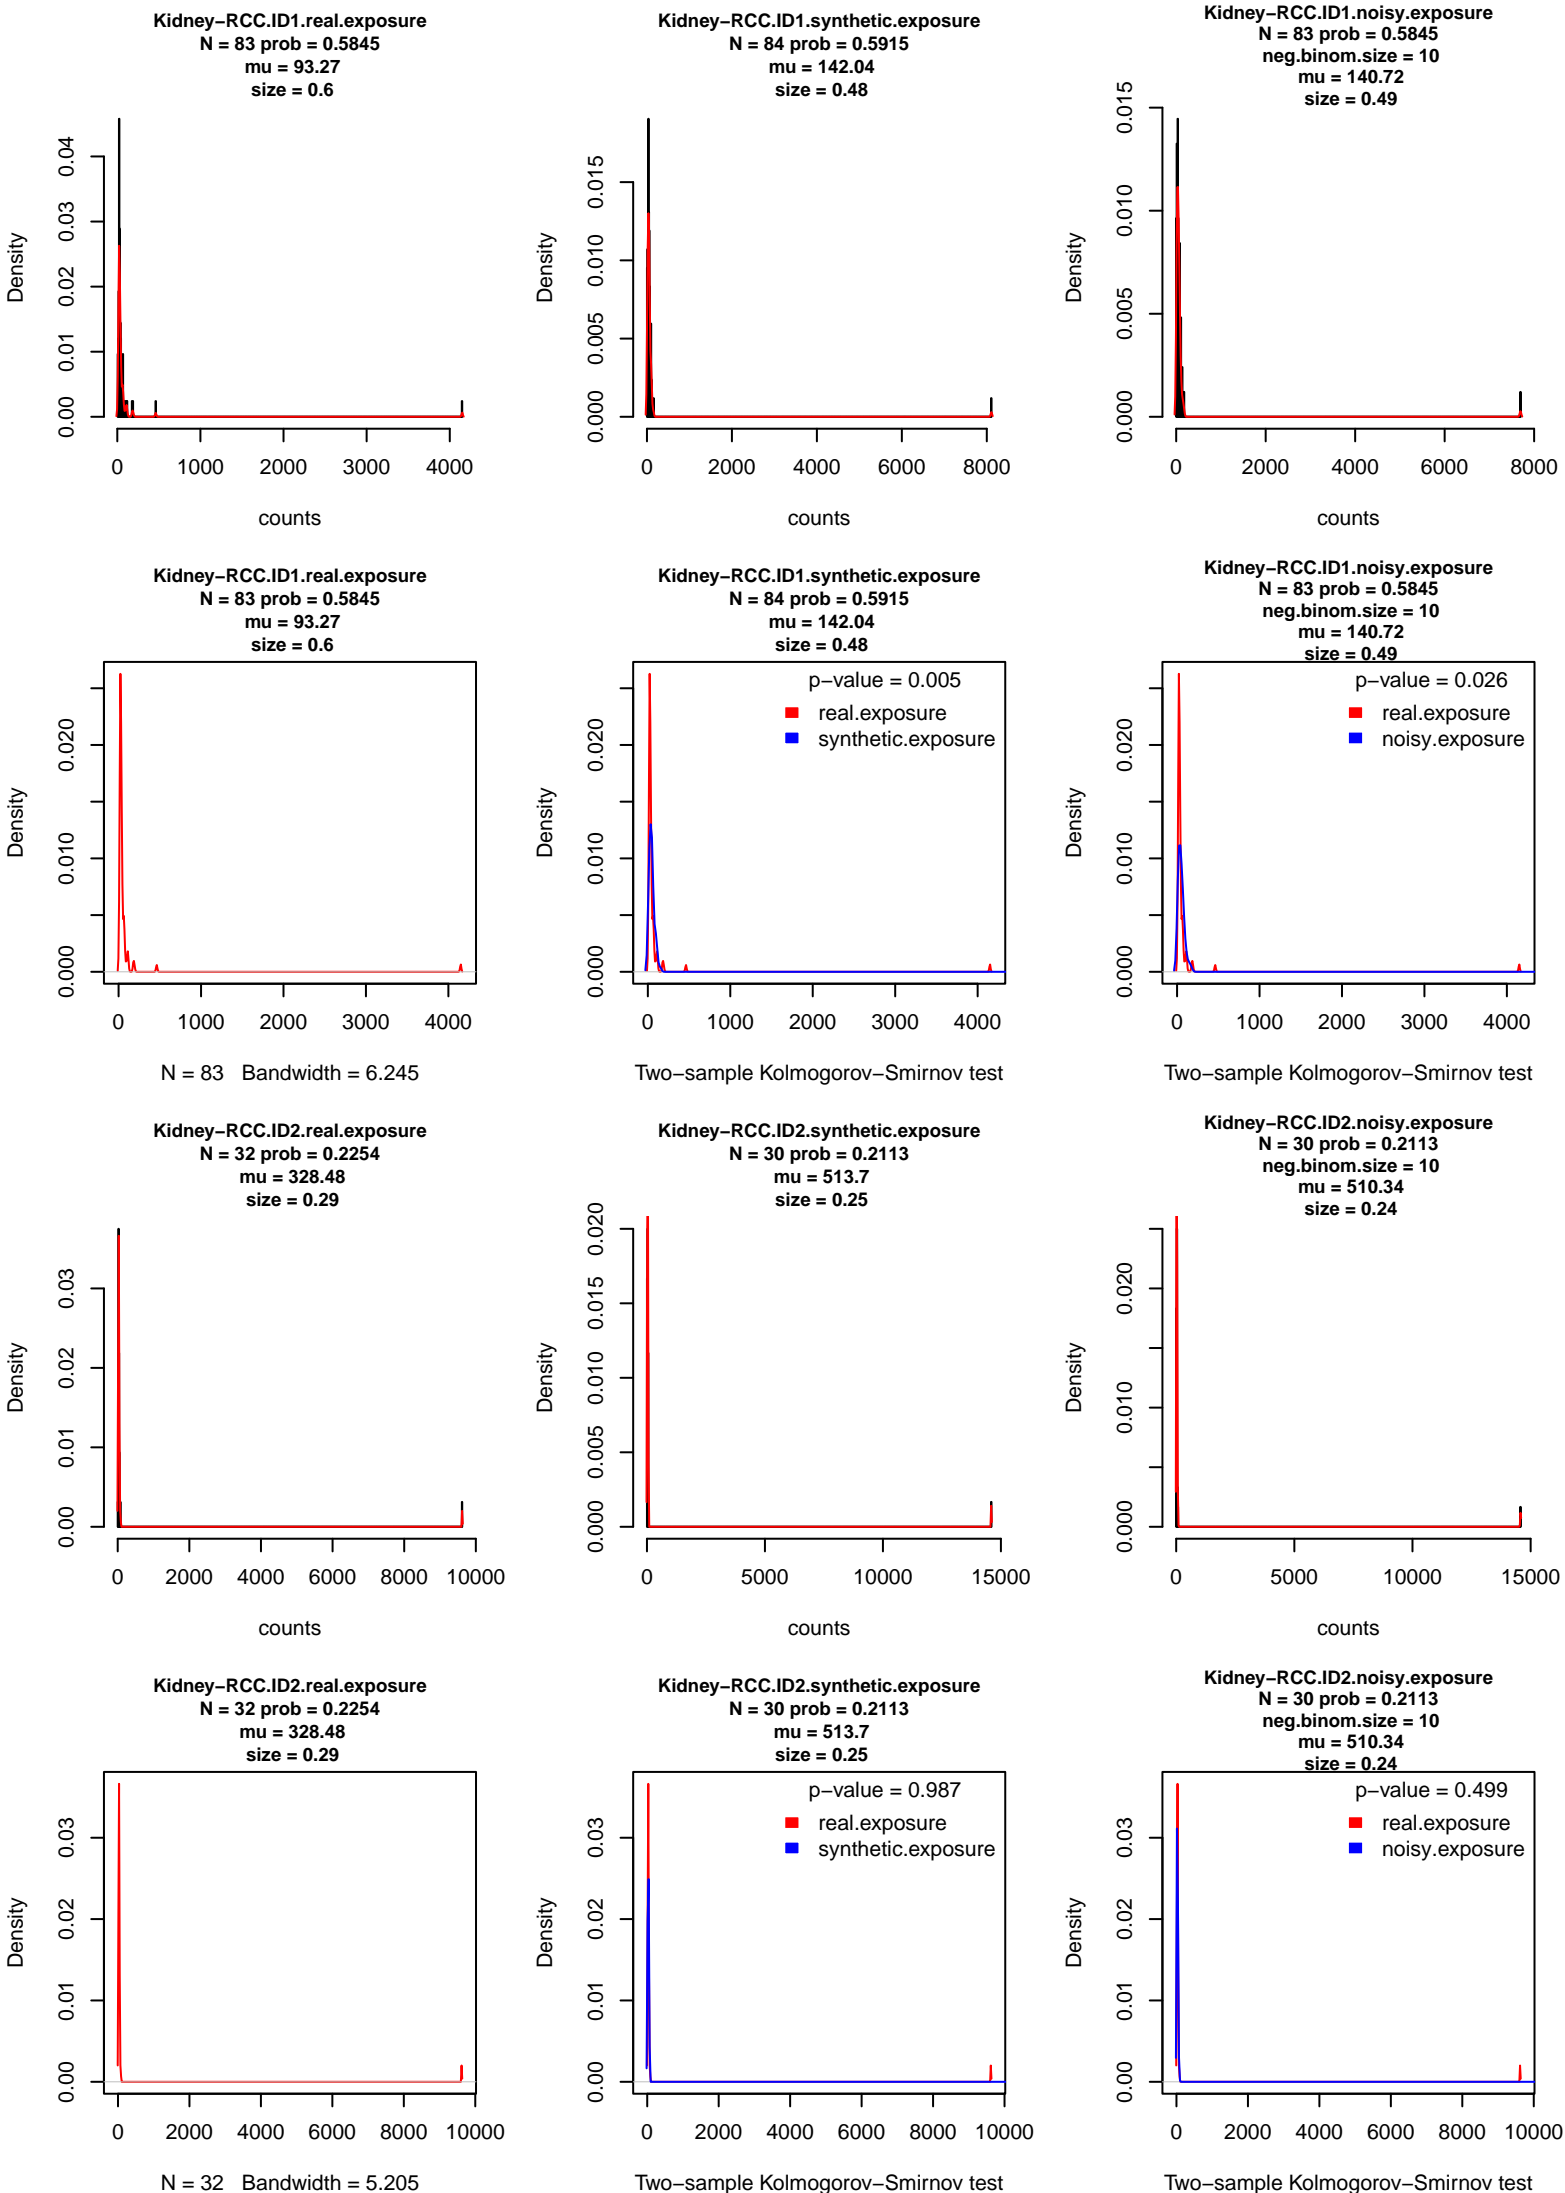 Kidney−RCC.ID1.real.exposure
N = 83 prob = 0.5845
mu = 93.27
size = 0.6
Density
0.00 0.01 0.02 0.03 0.04
0 1000 2000 3000 4000
counts
Kidney−RCC.ID1.synthetic.exposure
N = 84 prob = 0.5915
mu = 142.04
size = 0.48
Density
0.000 0.005 0.010 0.015
0 2000 4000 6000 8000
counts
Kidney−RCC.ID1.noisy.exposure
N = 83 prob = 0.5845
neg.binom.size = 10
mu = 140.72
size = 0.49
Density
0.000 0.005 0.010 0.015
0 2000 4000 6000 8000
counts
Kidney−RCC.ID1.real.exposure
N = 83 prob = 0.5845
mu = 93.27
size = 0.6
Density
0.000 0.010 0.020
0 1000 2000 3000 4000
N = 83 Bandwidth = 6.245
Kidney−RCC.ID1.synthetic.exposure
N = 84 prob = 0.5915
mu = 142.04
size = 0.48
p−value = 0.005
real.exposure
synthetic.exposure
Density
0.000 0.010 0.020
0 1000 2000 3000 4000
Two−sample Kolmogorov−Smirnov test
Kidney−RCC.ID1.noisy.exposure
N = 83 prob = 0.5845
neg.binom.size = 10
mu = 140.72
size = 0.49
p−value = 0.026
real.exposure
noisy.exposure
Density
0.000 0.010 0.020
0 1000 2000 3000 4000
Two−sample Kolmogorov−Smirnov test
Kidney−RCC.ID2.real.exposure
N = 32 prob = 0.2254
mu = 328.48
size = 0.29
Density
0.00 0.01 0.02 0.03
0 2000 4000 6000 8000 10000
counts
Kidney−RCC.ID2.synthetic.exposure
N = 30 prob = 0.2113
mu = 513.7
size = 0.25
Density
0.000 0.005 0.010 0.015 0.020
0 5000 10000 15000
counts
Kidney−RCC.ID2.noisy.exposure
N = 30 prob = 0.2113
neg.binom.size = 10
mu = 510.34
size = 0.24
Density
0.000 0.010 0.020
0 5000 10000 15000
counts
Kidney−RCC.ID2.real.exposure
N = 32 prob = 0.2254
mu = 328.48
size = 0.29
Density
0.00 0.01 0.02 0.03
0 2000 4000 6000 8000 10000
N = 32 Bandwidth = 5.205
Kidney−RCC.ID2.synthetic.exposure
N = 30 prob = 0.2113
mu = 513.7
size = 0.25
p−value = 0.987
real.exposure
synthetic.exposure
Density
0.00 0.01 0.02 0.03
0 2000 4000 6000 8000 10000
Two−sample Kolmogorov−Smirnov test
Kidney−RCC.ID2.noisy.exposure
N = 30 prob = 0.2113
neg.binom.size = 10
mu = 510.34
size = 0.24
p−value = 0.499
real.exposure
noisy.exposure
Density
0.00 0.01 0.02 0.03
0 2000 4000 6000 8000 10000
Two−sample Kolmogorov−Smirnov test